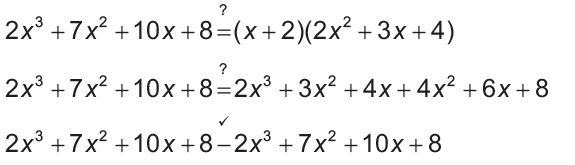 2x³ + 7x² + 10x + 8 ≟ (x + 2)(2x² + 3x + 4)
2x³ + 7x² + 10x + 8 ≟ 2x³ + 3x² + 4x + 4x² + 6x + 8
2x³ + 7x² + 10x + 8 –✓ 2x³ + 7x² + 10x + 8